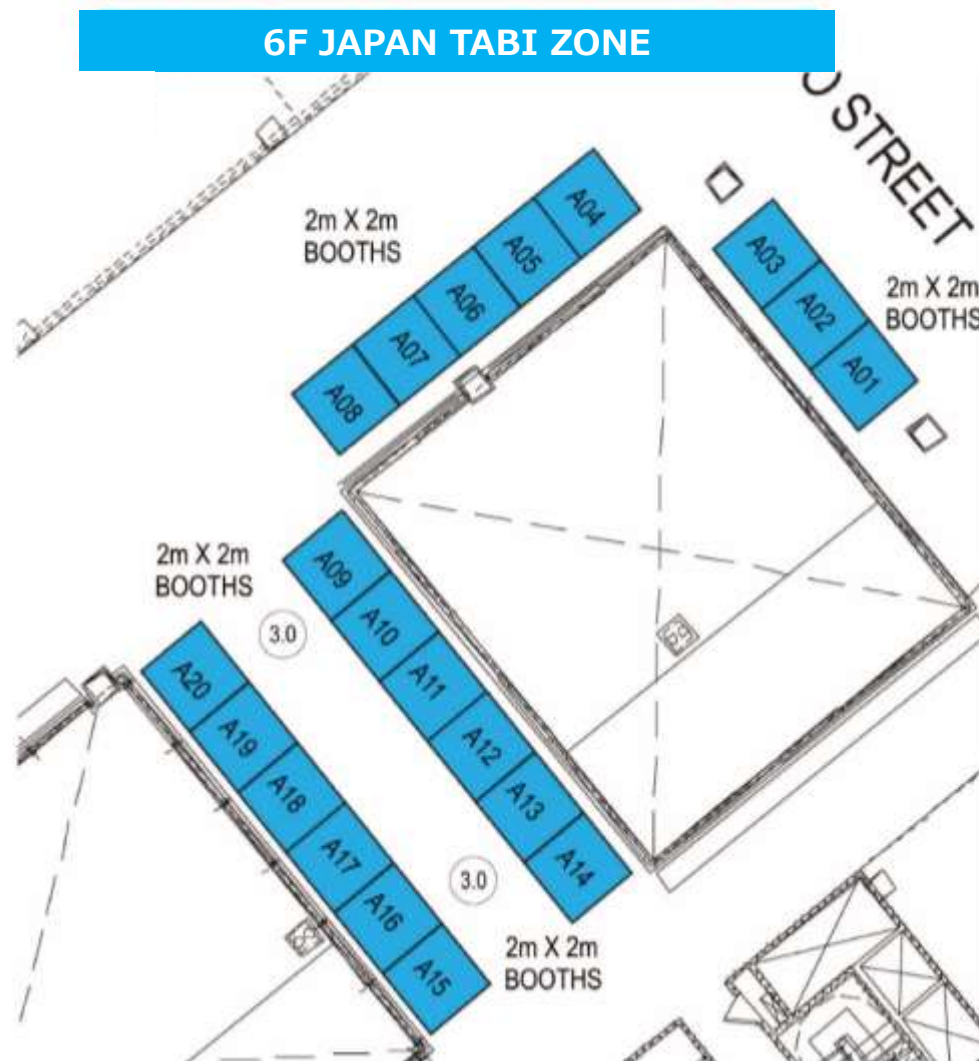 6F JAPAN TABI ZONE
O STREET
2m X 2m
BOOTHS
A04
A05
A06
A07
A08
A03
A02
A01
2m X 2m
BOOTHS
2m X 2m
BOOTHS
3.0
A09
A10
A11
A12
A13
A14
A20
A19
A18
A17
A16
A15
3.0
2m X 2m
BOOTHS